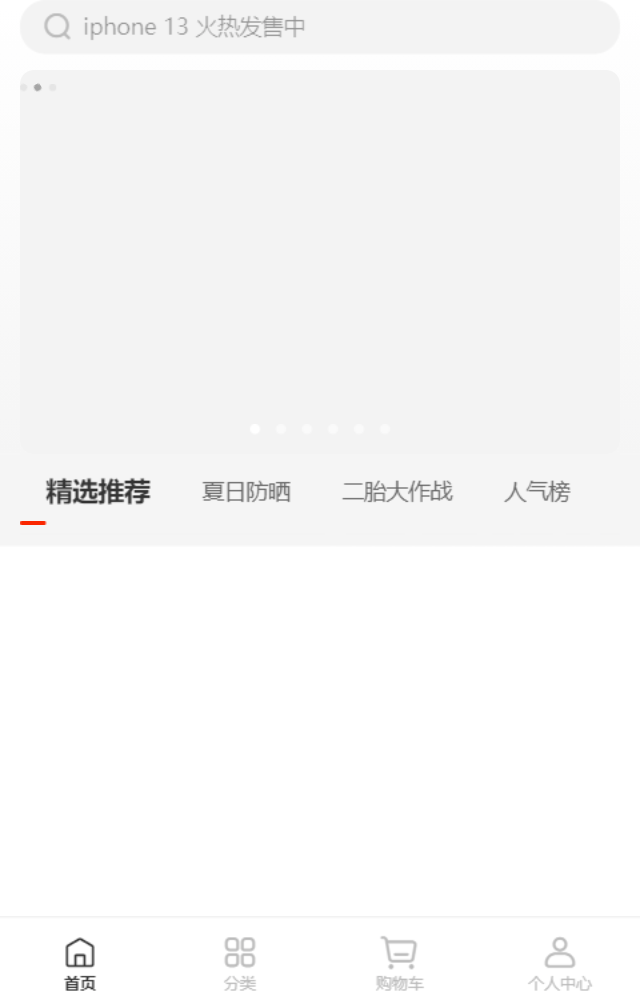 iphone 13 火热发售中
精选推荐 夏日防晒 二胎大作战 人气榜
首页 分类 购物车 个人中心